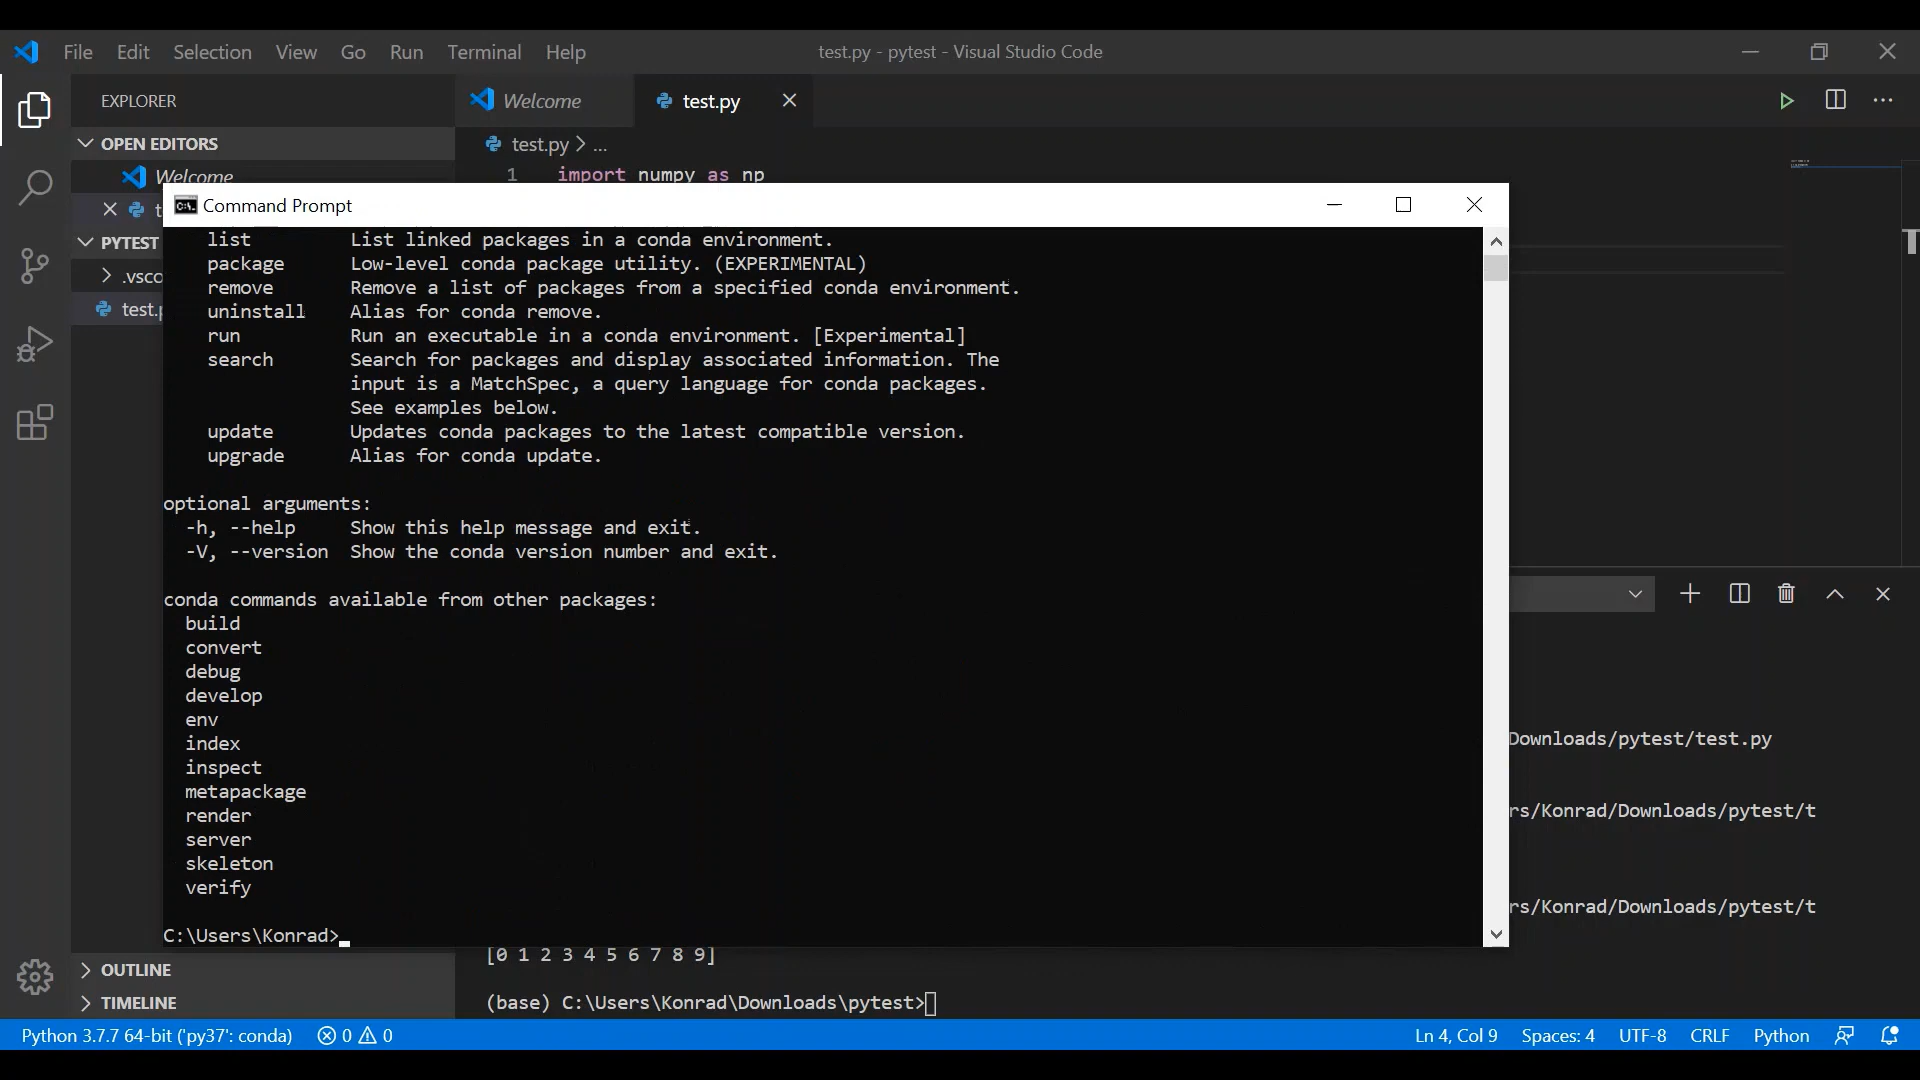 File Edit Selection View Go Run Terminal Help
test.py - pytest - Visual Studio Code
EXPLORER
Welcome
test.py
OPEN EDITORS
Welcome
PYTEST
test.py > ...
1 import numpy as np
Command Prompt
C:\.
list List linked packages in a conda environment.
package Low-level conda package utility. (EXPERIMENTAL)
remove Remove a list of packages from a specified conda environment.
uninstall Alias for conda remove.
run Run an executable in a conda environment. [Experimental]
search Search for packages and display associated information. The
input is a MatchSpec, a query language for conda packages.
See examples below.
update Updates conda packages to the latest compatible version.
upgrade Alias for conda update.
optional arguments:
-h, --help Show this help message and exit.
-V, --version Show the conda version number and exit.
conda commands available from other packages:
build
convert
debug
develop
env
index
inspect
metapackage
render
server
skeleton
verify
C:\Users\Konrad>
Downloads/pytest/test.py
rs/Konrad/Downloads/pytest/t
rs/Konrad/Downloads/pytest/t
[0 1 2 3 4 5 6 7 8 9]
(base) C:\Users\Konrad\Downloads\pytest>
OUTLINE
TIMELINE
Python 3.7.7 64-bit ('py37': conda) 0 0
Ln 4, Col 9 Spaces: 4 UTF-8 CRLF Python